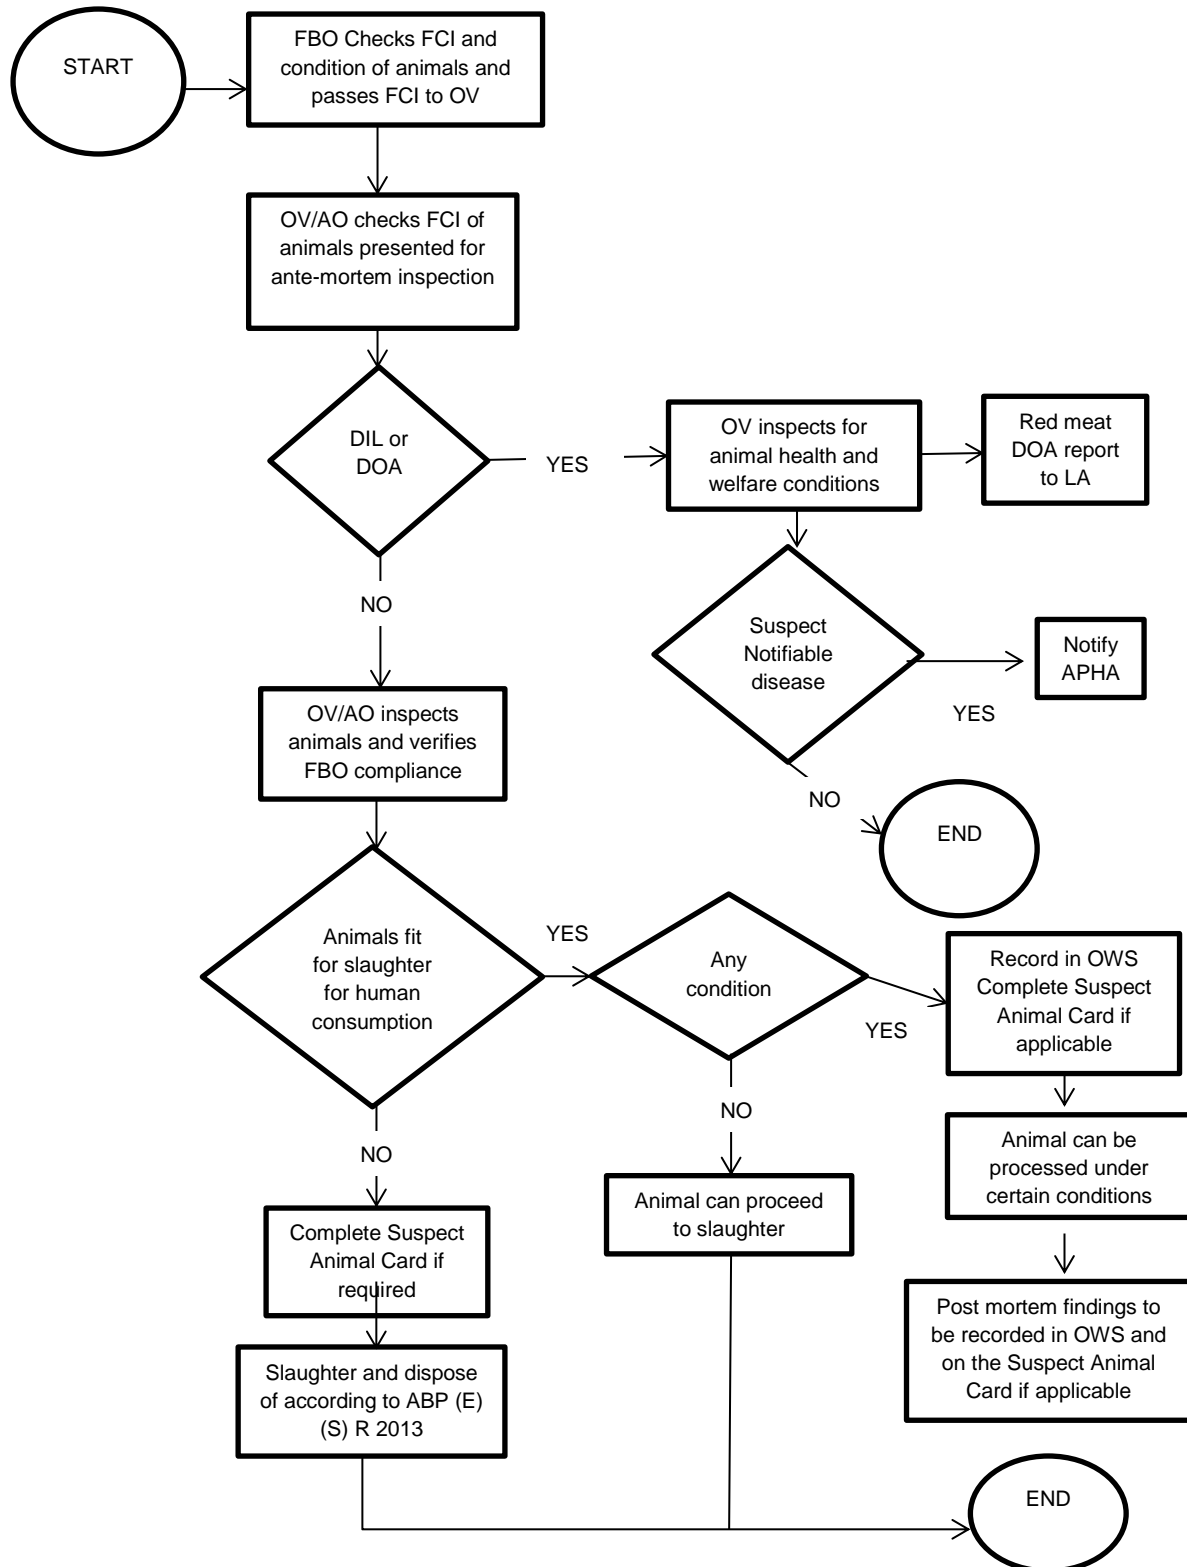 START
FBO Checks FCI and
condition of animals and
passes FCI to OV
OV/AO checks FCI of
animals presented for
ante-mortem inspection
DIL or
DOA
YES
OV inspects for
animal health and
welfare conditions
Red meat
DOA report
to LA
NO
Suspect
Notifiable
disease
Notify
APHA
YES
NO
END
OV/AO inspects
animals and verifies
FBO compliance
Animals fit
for slaughter
for human
consumption
YES
Any
condition
YES
Record in OWS
Complete Suspect
Animal Card if
applicable
NO
NO
Animal can be
processed under
certain conditions
Animal can proceed
to slaughter
Complete Suspect
Animal Card if
required
Post mortem findings to
be recorded in OWS and
on the Suspect Animal
Card if applicable
Slaughter and dispose
of according to ABP (E)
(S) R 2013
END